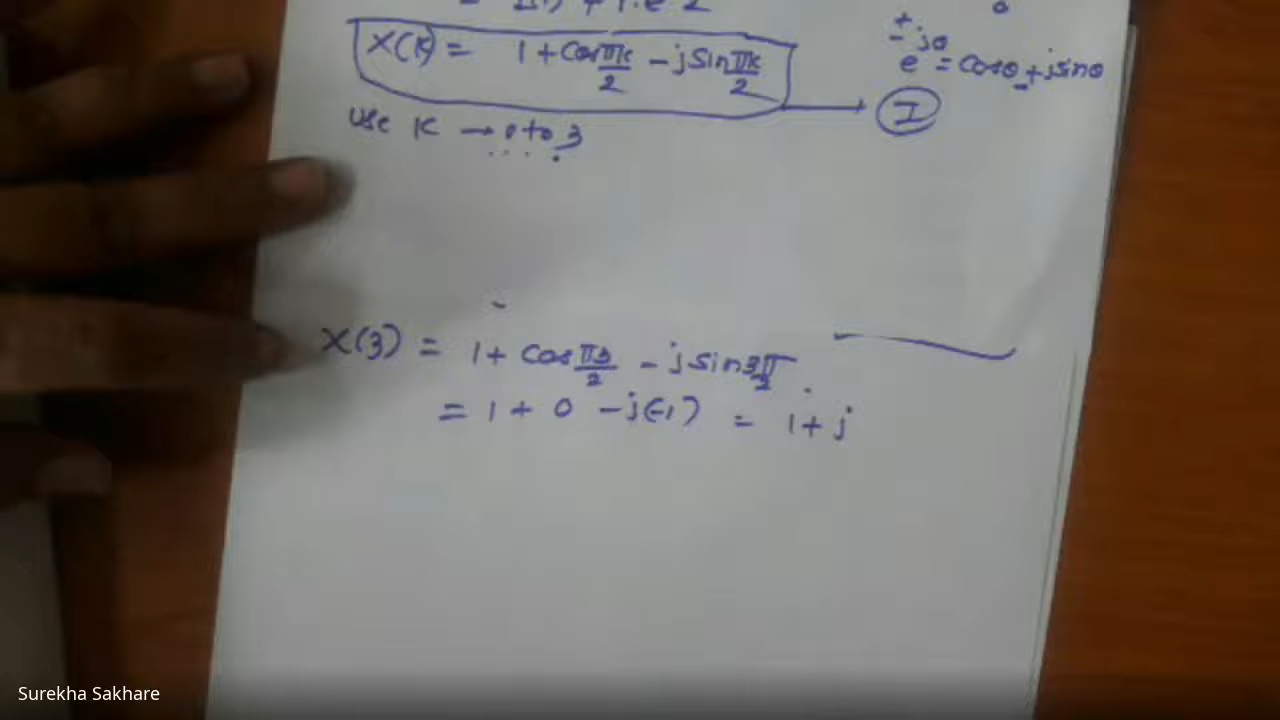 X(K) = 1 + Cos πk/2 - j Sin πk/2
I
± jθ
e = Cosθ ± jsinθ
use K → 0 to 3
X(3) = 1 + Cos π3/2 - j Sin 3π/2
= 1 + 0 - j(-1) = 1 + j
Surekha Sakhare